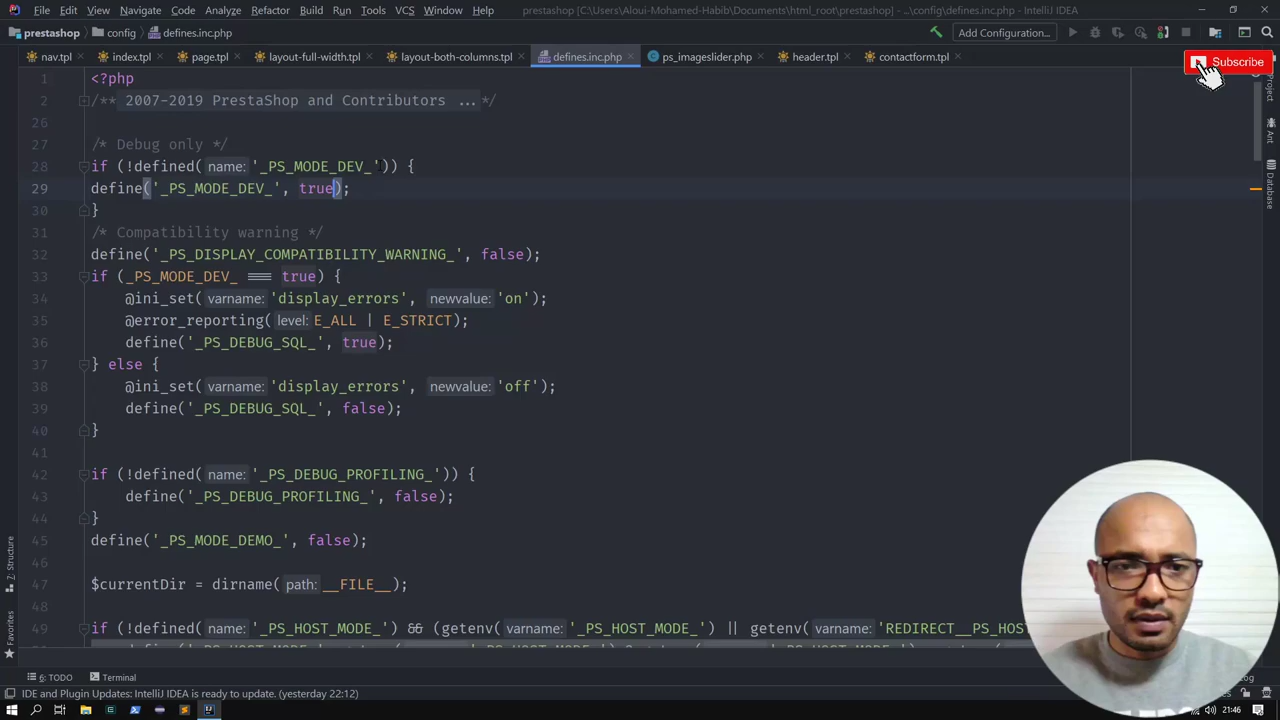 File Edit View Navigate Code Analyze Refactor Build Run Tools VCS Window Help prestashop [C:\Users\Aloui-Mohamed-Habib\Documents\html_root\prestashop] - ...\config\defines.inc.php - IntelliJ IDEA
prestashop config defines.inc.php Add Configuration...
nav.tpl index.tpl page.tpl layout-full-width.tpl layout-both-columns.tpl defines.inc.php ps_imageslider.php header.tpl contactform.tpl
Subscribe
1 <?php
2 /** 2007-2019 PrestaShop and Contributors ...*/
26
27 /* Debug only */
28 if (!defined( name: '_PS_MODE_DEV_')) {
29 define('_PS_MODE_DEV_', true);
30 }
31 /* Compatibility warning */
32 define('_PS_DISPLAY_COMPATIBILITY_WARNING_', false);
33 if (_PS_MODE_DEV_ === true) {
34 @ini_set( varname: 'display_errors', newvalue: 'on');
35 @error_reporting( level: E_ALL | E_STRICT);
36 define('_PS_DEBUG_SQL_', true);
37 } else {
38 @ini_set( varname: 'display_errors', newvalue: 'off');
39 define('_PS_DEBUG_SQL_', false);
40 }
41
42 if (!defined( name: '_PS_DEBUG_PROFILING_')) {
43 define('_PS_DEBUG_PROFILING_', false);
44 }
45 define('_PS_MODE_DEMO_', false);
46
47 $currentDir = dirname( path: __FILE__);
48
49 if (!defined( name: '_PS_HOST_MODE_') && (getenv( varname: '_PS_HOST_MODE_') || getenv( varname: 'REDIRECT__PS_HOST
Project
Ant
Database
Z: Structure
Favorites
6: TODO Terminal
IDE and Plugin Updates: IntelliJ IDEA is ready to update. (yesterday 22:12)
21:46